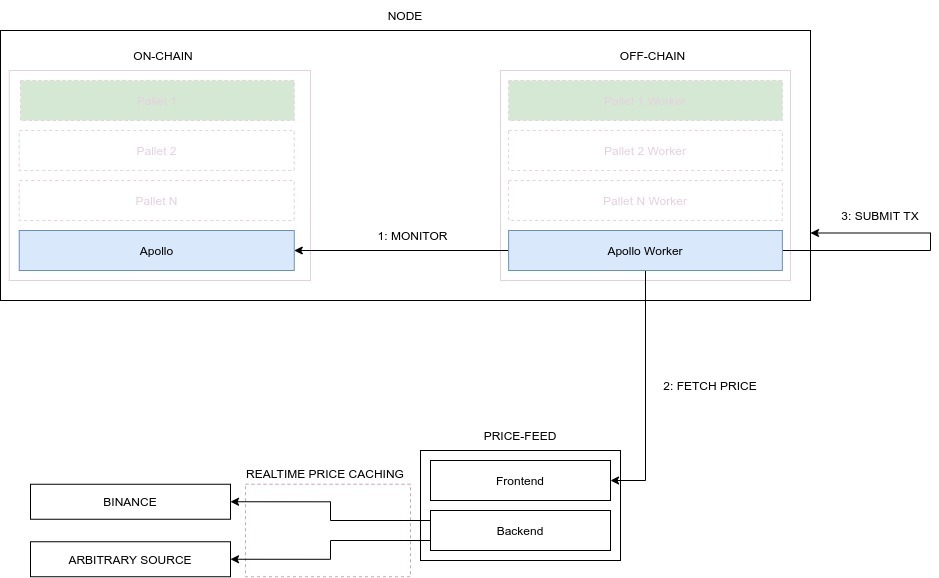 NODE
ON-CHAIN
OFF-CHAIN
Pallet 1
Pallet 1 Worker
Pallet 2
Pallet 2 Worker
Pallet N
Pallet N Worker
3: SUBMIT TX
1: MONITOR
Apollo
Apollo Worker
2: FETCH PRICE
PRICE-FEED
REALTIME PRICE CACHING
Frontend
BINANCE
Backend
ARBITRARY SOURCE